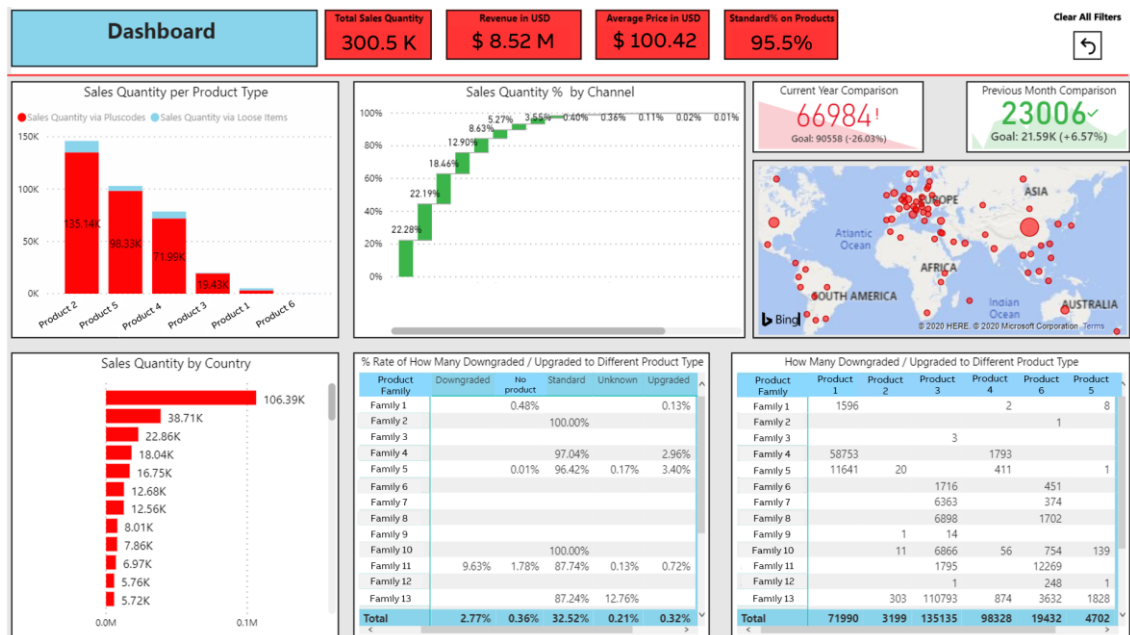 Dashboard
Total Sales Quantity
300.5 K
Revenue in USD
$ 8.52 M
Average Price in USD
$ 100.42
Standard% on Products
95.5%
Clear All Filters
Sales Quantity per Product Type
Sales Quantity via Pluscodes Sales Quantity via Loose Items
150K
100K
50K
0K
135.14K
98.33K
71.99K
19.43K
Product 2
Product 5
Product 4
Product 3
Product 1
Product 6
Sales Quantity % by Channel
100%
80%
60%
40%
20%
0%
22.28%
22.19%
18.46%
12.90%
8.63%
5.27%
3.55%
0.40%
0.36%
0.11%
0.02%
0.01%
Current Year Comparison
66984!
Goal: 90558 (-26.03%)
Previous Month Comparison
23006
Goal: 21.59K (+6.57%)
ASIA
EUROPE
Atlantic
Ocean
AFRICA
SOUTH AMERICA
Indian
Ocean
AUSTRALIA
Bing
© 2020 HERE, © 2020 Microsoft Corporation Terms
Sales Quantity by Country
106.39K
38.71K
22.86K
18.04K
16.75K
12.68K
12.56K
8.01K
7.86K
6.97K
5.76K
5.72K
0.0M 0.1M
% Rate of How Many Downgraded / Upgraded to Different Product Type
Product Family Downgraded No product Standard Unknown Upgraded
Family 1 0.48% 0.13%
Family 2 100.00%
Family 3
Family 4 97.04% 2.96%
Family 5 0.01% 96.42% 0.17% 3.40%
Family 6
Family 7
Family 8
Family 9
Family 10 100.00%
Family 11 9.63% 1.78% 87.74% 0.13% 0.72%
Family 12
Family 13 87.24% 12.76%
Total 2.77% 0.36% 32.52% 0.21% 0.32%
How Many Downgraded / Upgraded to Different Product Type
Product Family Product 1 Product 2 Product 3 Product 4 Product 6 Product 5
Family 1 1596 2 8
Family 2 1
Family 3 3
Family 4 58753 1793
Family 5 11641 20 411 1
Family 6 1716 451
Family 7 6363 374
Family 8 6898 1702
Family 9 1 14
Family 10 11 6866 56 754 139
Family 11 1795 12269
Family 12 1 248 1
Family 13 303 110793 874 3632 1828
Total 71990 3199 135135 98328 19432 4702